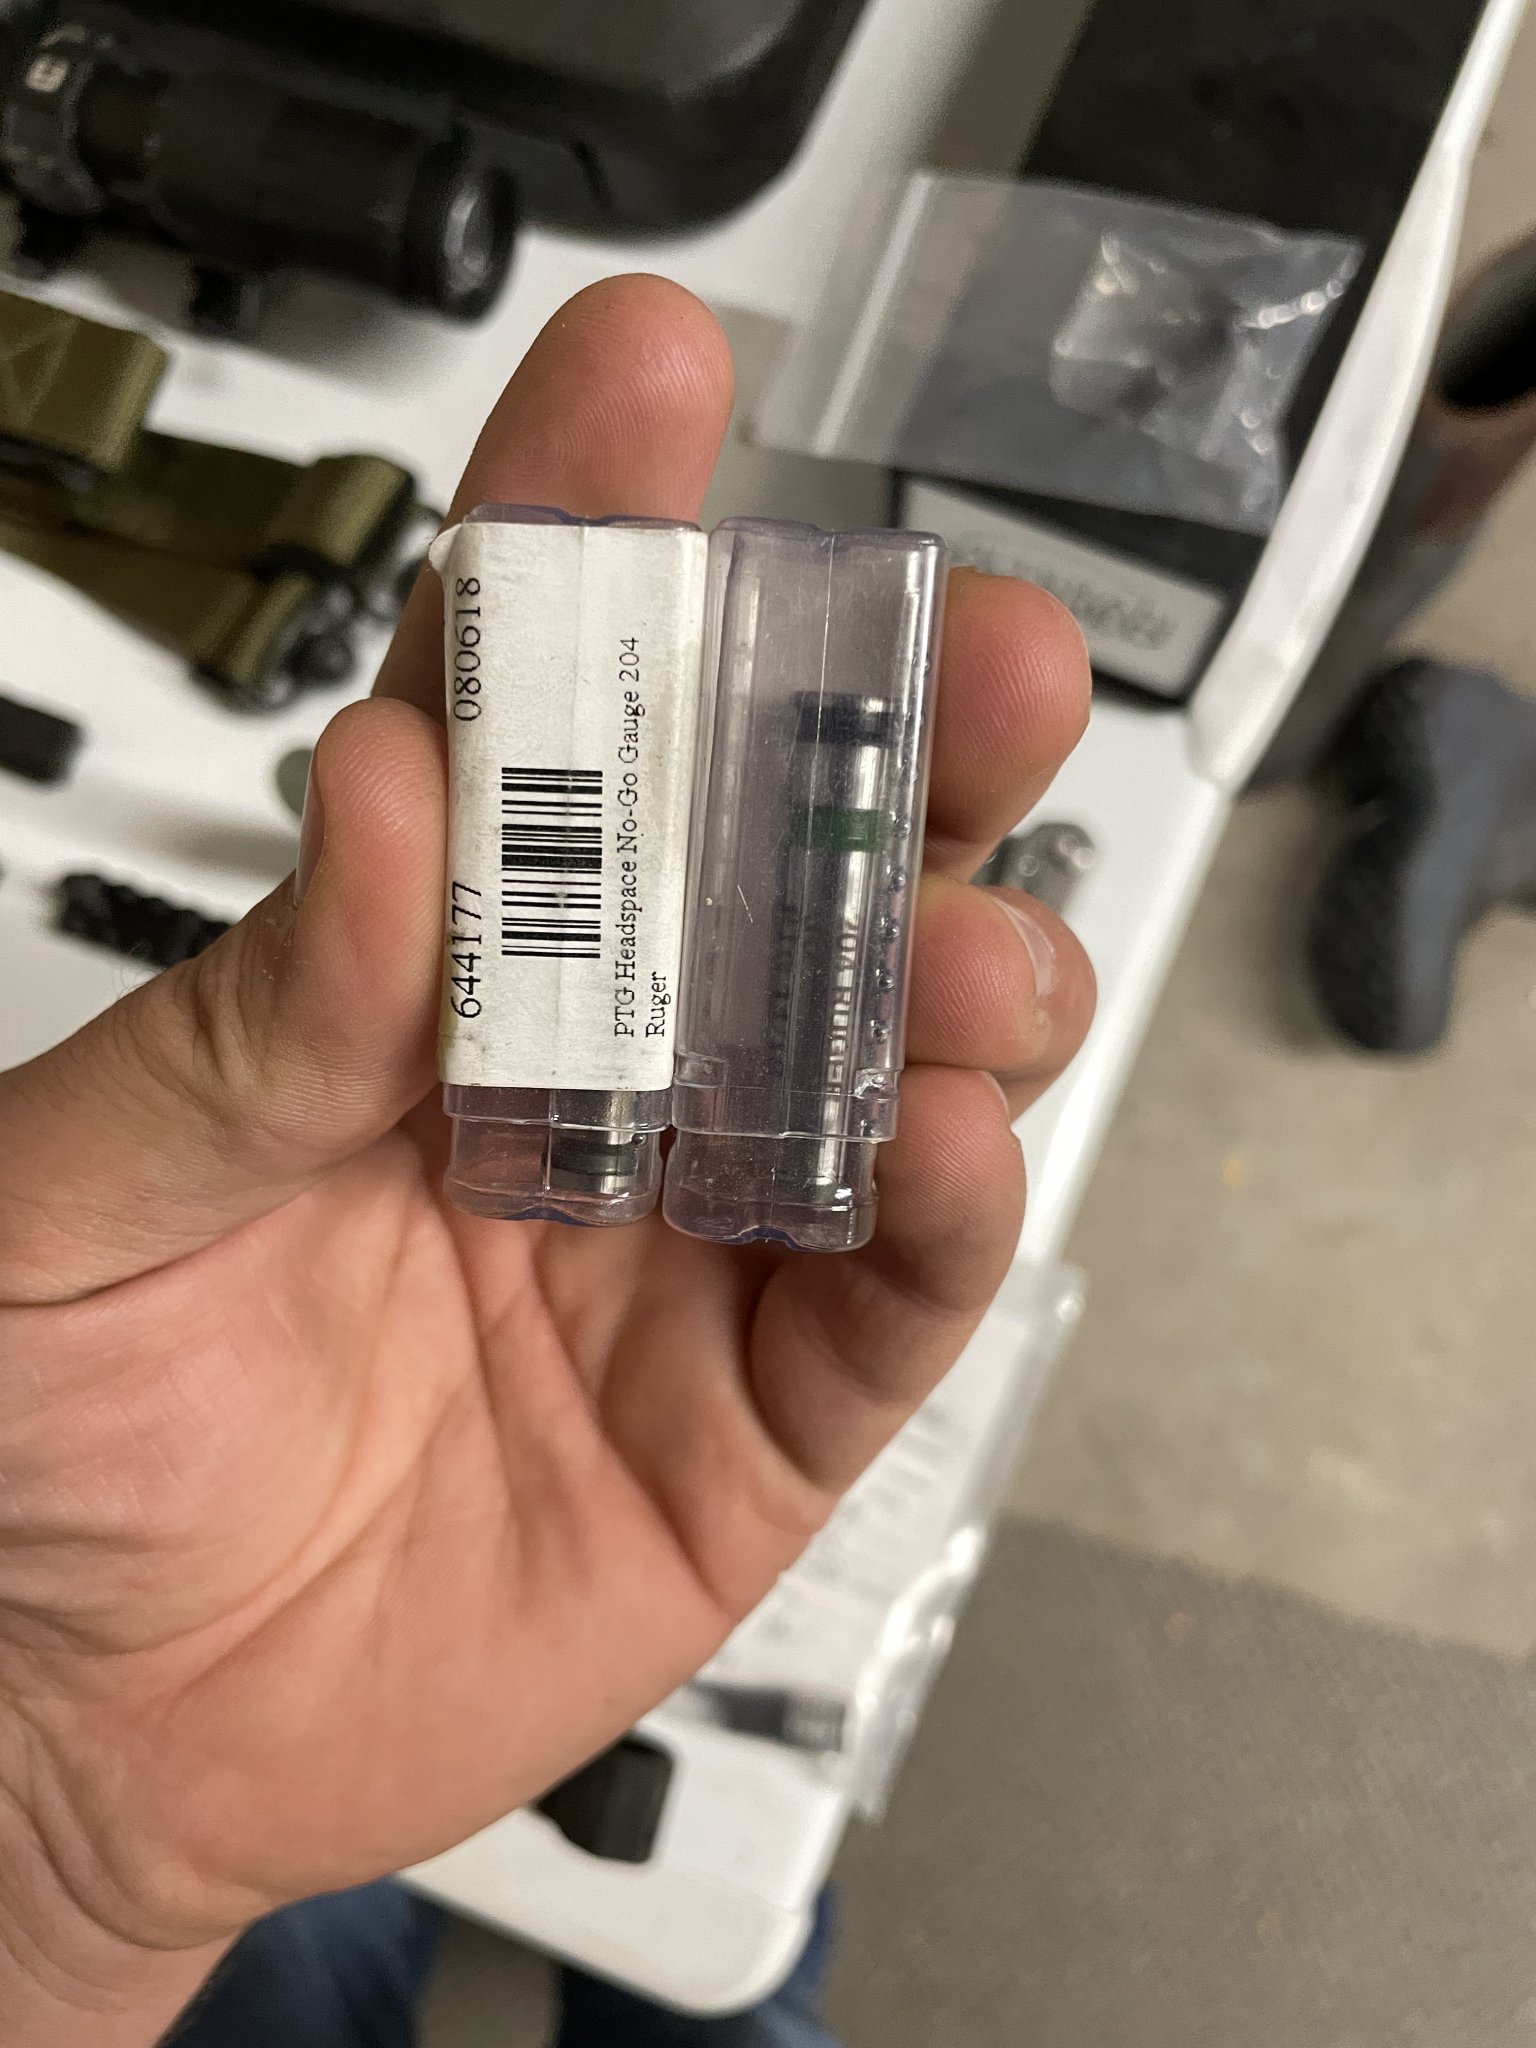 644177 080618
PTG Headspace No-Go Gauge 204
Ruger